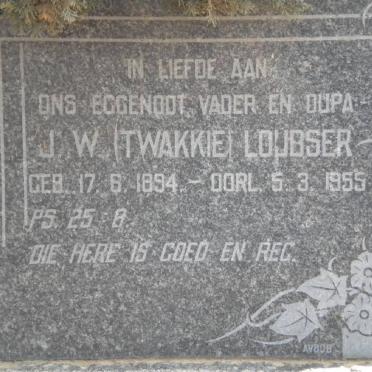 IN LIEFDE AAN
ONS EGGENOOT, VADER EN OUPA
J. W. (TWAKKIE) LOUBSER
GEB. 17. 6. 1894 - OORL. 5. 3. 1955
PS. 25 : 8
DIE HERE IS GOED EN REG.